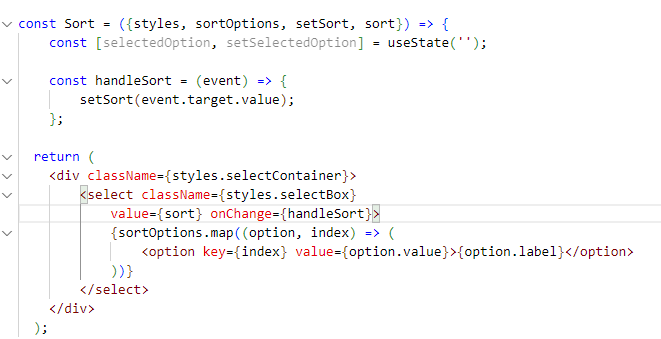 const Sort = ({styles, sortOptions, setSort, sort}) => {
    const [selectedOption, setSelectedOption] = useState('');

    const handleSort = (event) => {
        setSort(event.target.value);
    };

  return (
    <div className={styles.selectContainer}>
        <select className={styles.selectBox}
            value={sort} onChange={handleSort}>
            {sortOptions.map((option, index) => (
                <option key={index} value={option.value}>{option.label}</option>
            ))}
        </select>
    </div>
  );